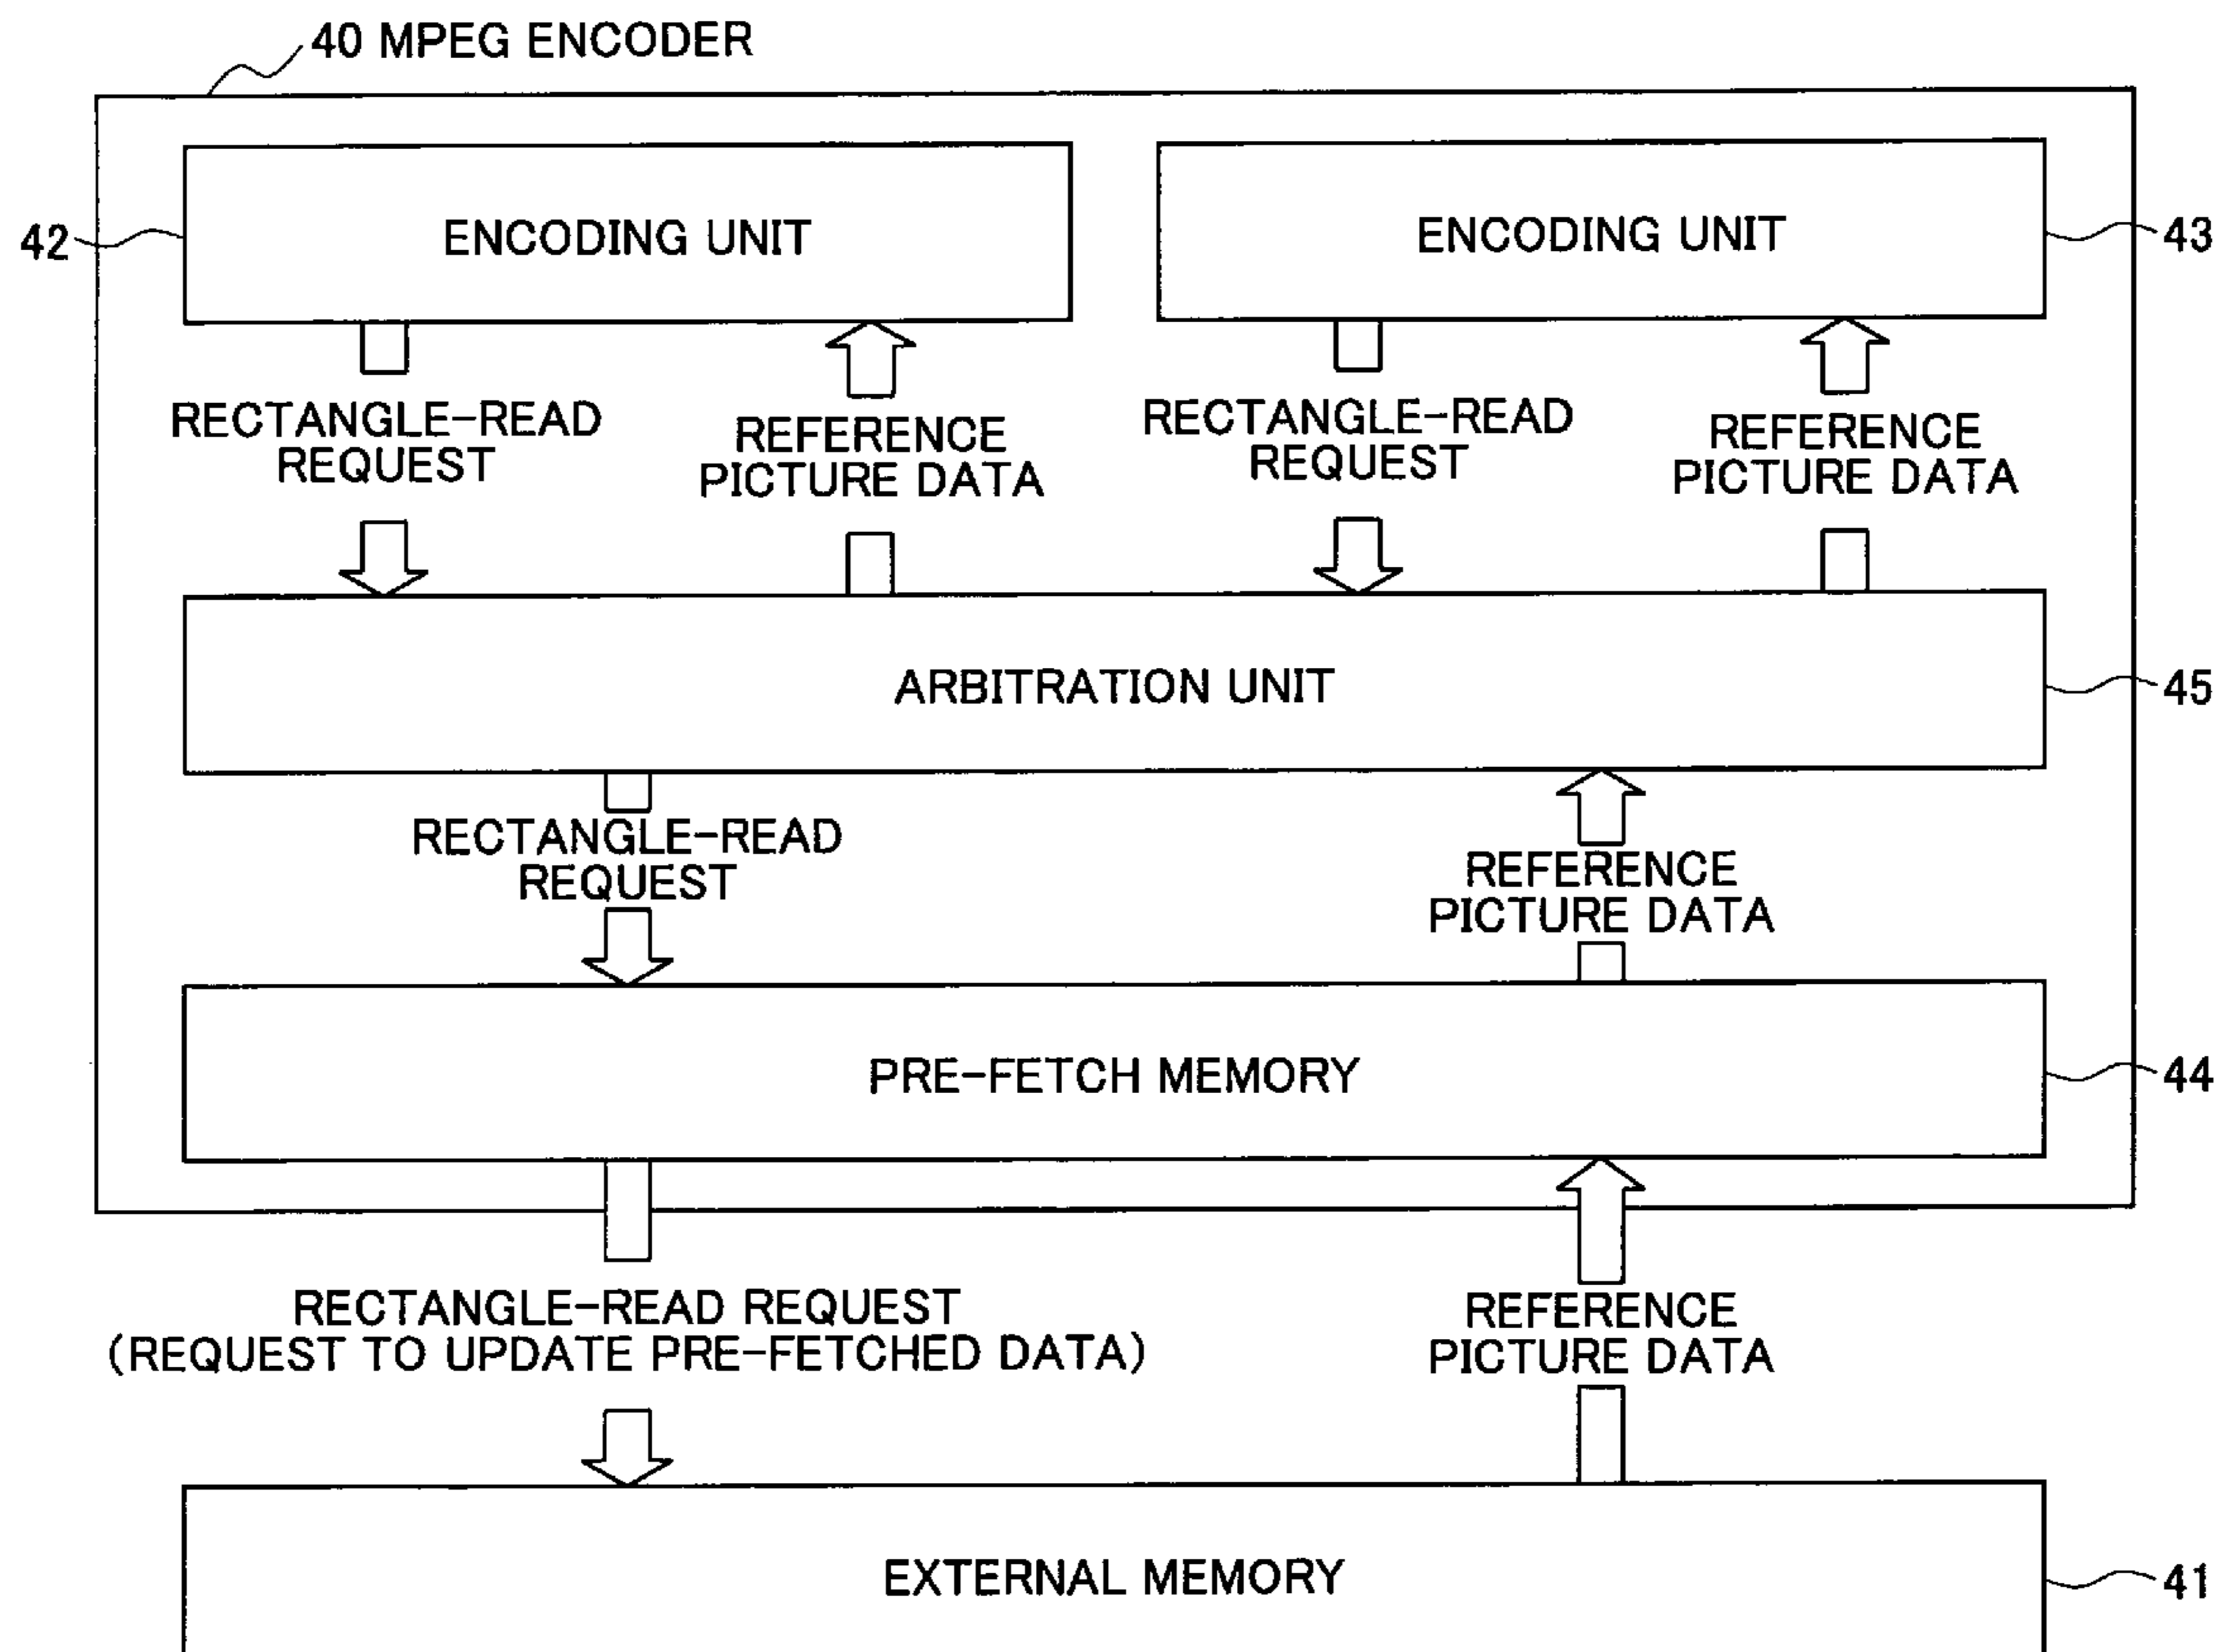 40 MPEG ENCODER
42
ENCODING UNIT
ENCODING UNIT
43
RECTANGLE-READ
REQUEST
REFERENCE
PICTURE DATA
RECTANGLE-READ
REQUEST
REFERENCE
PICTURE DATA
ARBITRATION UNIT
45
RECTANGLE-READ
REQUEST
REFERENCE
PICTURE DATA
PRE-FETCH MEMORY
44
RECTANGLE-READ REQUEST
(REQUEST TO UPDATE PRE-FETCHED DATA)
REFERENCE
PICTURE DATA
EXTERNAL MEMORY
41